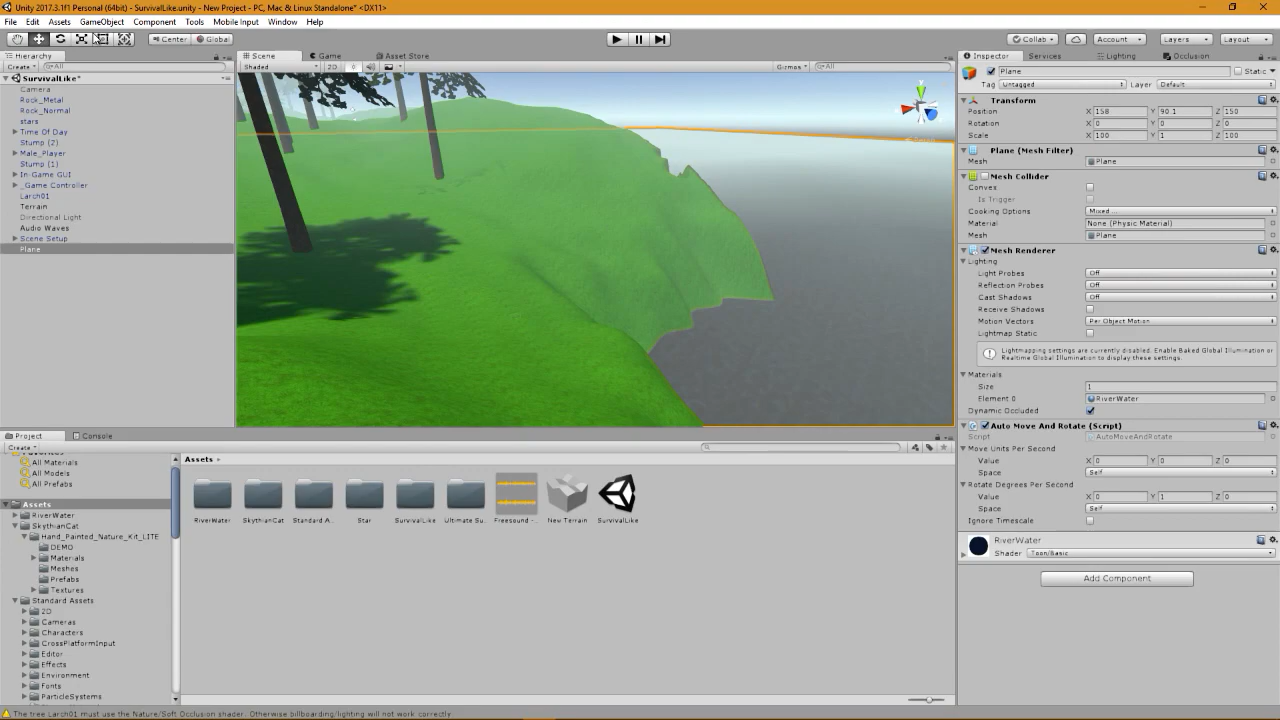 Unity 2017.3.1f1 Personal (64bit) - SurvivalLike.unity - New Project - PC, Mac & Linux Standalone* <DX11>
File Edit Assets GameObject Component Tools Mobile Input Window Help
Center Global Collab Account Layers Layout
Hierarchy Scene Game Asset Store Inspector Services Lighting Occlusion
Create All Shaded 2D Gizmos All
SurvivalLike*
Camera
Rock_Metal
Rock_Normal
stars
Time Of Day
Stump (2)
Male_Player
Stump (1)
In-Game GUI
_Game Controller
Larch01
Terrain
Directional Light
Audio Waves
Scene Setup
Plane
Plane Static
Tag Untagged Layer Default
Transform
Position X 158 Y 90.1 Z 150
Rotation X 0 Y 0 Z 0
Scale X 100 Y 1 Z 100
Plane (Mesh Filter)
Mesh Plane
Mesh Collider
Convex
Is Trigger
Cooking Options Mixed ...
Material None (Physic Material)
Mesh Plane
Mesh Renderer
Lighting
Light Probes Off
Reflection Probes Off
Cast Shadows Off
Receive Shadows
Motion Vectors Per Object Motion
Lightmap Static
Lightmapping settings are currently disabled. Enable Baked Global Illumination or
Realtime Global Illumination to display these settings.
Materials
Size 1
Element 0 RiverWater
Dynamic Occluded
Auto Move And Rotate (Script)
Script AutoMoveAndRotate
Move Units Per Second
Value X 0 Y 0 Z 0
Space Self
Rotate Degrees Per Second
Value X 0 Y 1 Z 0
Space Self
Ignore Timescale
RiverWater
Shader Toon/Basic
Add Component
Project Console
Create
Favorites
All Materials
All Models
All Prefabs
Assets
RiverWater
SkythianCat
Hand_Painted_Nature_Kit_LITE
DEMO
Materials
Meshes
Prefabs
Textures
Standard Assets
2D
Cameras
Characters
CrossPlatformInput
Editor
Effects
Environment
Fonts
ParticleSystems
Assets
RiverWater SkythianCat Standard A... Star SurvivalLike Ultimate Su... Freesound -... New Terrain SurvivalLike
The tree Larch01 must use the Nature/Soft Occlusion shader. Otherwise billboarding/lighting will not work correctly